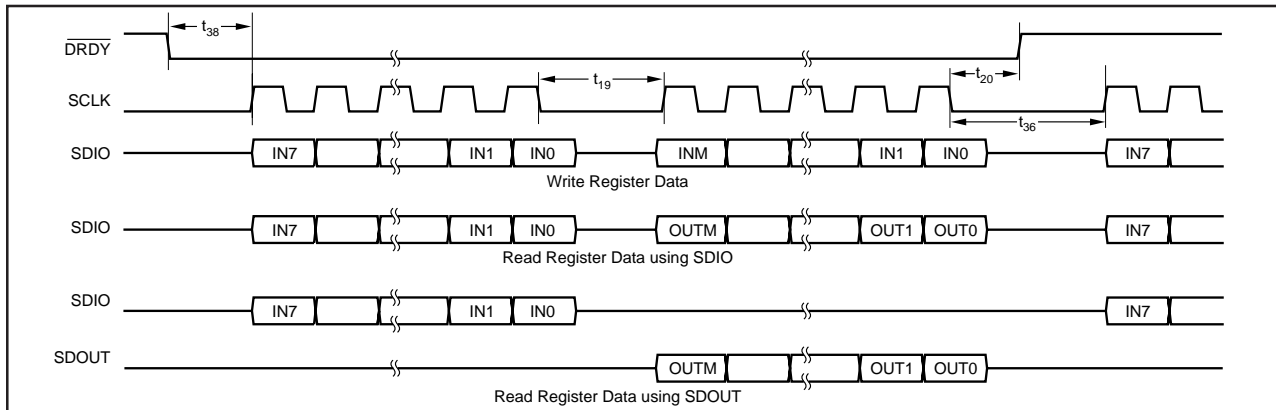 t38
DRDY
t19
t20
SCLK
t36
SDIO IN7 IN1 IN0 INM IN1 IN0 IN7
Write Register Data
SDIO IN7 IN1 IN0 OUTM OUT1 OUT0 IN7
Read Register Data using SDIO
SDIO IN7 IN1 IN0 IN7
SDOUT OUTM OUT1 OUT0
Read Register Data using SDOUT